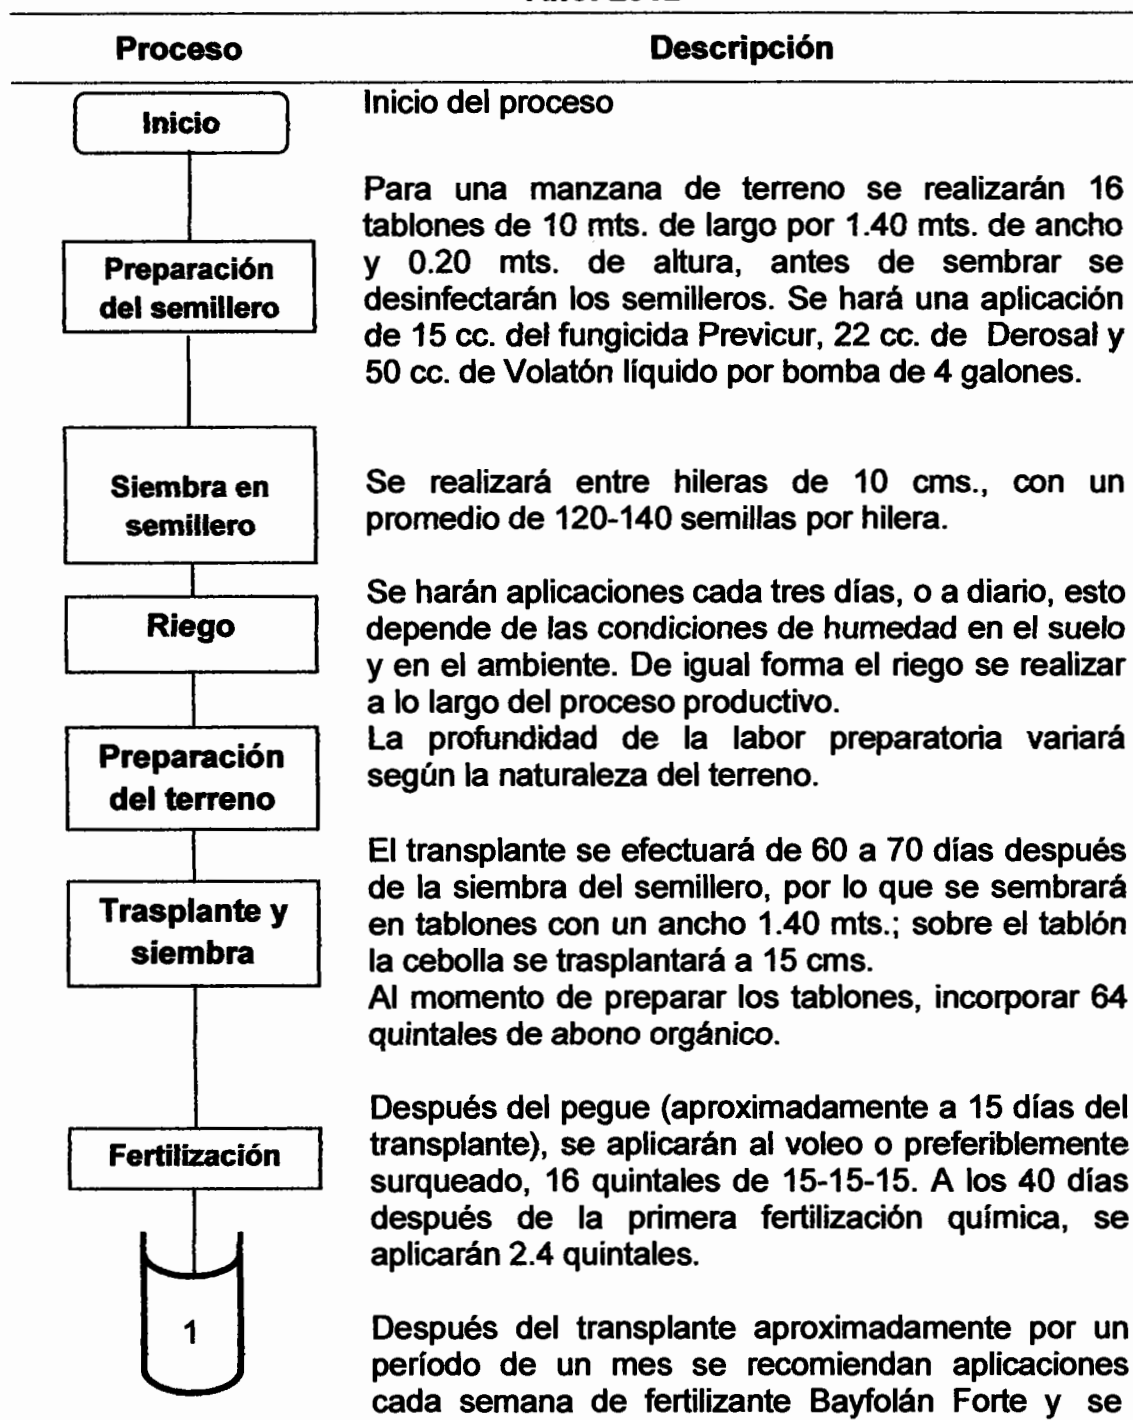 Proceso Descripción
Inicio
Inicio del proceso
Preparación
del semillero
Para una manzana de terreno se realizarán 16
tablones de 10 mts. de largo por 1.40 mts. de ancho
y 0.20 mts. de altura, antes de sembrar se
desinfectarán los semilleros. Se hará una aplicación
de 15 cc. del fungicida Previcur, 22 cc. de Derosal y
50 cc. de Volatón líquido por bomba de 4 galones.
Siembra en
semillero
Se realizará entre hileras de 10 cms., con un
promedio de 120-140 semillas por hilera.
Riego
Se harán aplicaciones cada tres días, o a diario, esto
depende de las condiciones de humedad en el suelo
y en el ambiente. De igual forma el riego se realizar
a lo largo del proceso productivo.
Preparación
del terreno
La profundidad de la labor preparatoria variará
según la naturaleza del terreno.
Trasplante y
siembra
El transplante se efectuará de 60 a 70 días después
de la siembra del semillero, por lo que se sembrará
en tablones con un ancho 1.40 mts.; sobre el tablón
la cebolla se trasplantará a 15 cms.
Al momento de preparar los tablones, incorporar 64
quintales de abono orgánico.
Fertilización
Después del pegue (aproximadamente a 15 días del
transplante), se aplicarán al voleo o preferiblemente
surqueado, 16 quintales de 15-15-15. A los 40 días
después de la primera fertilización química, se
aplicarán 2.4 quintales.
1
Después del transplante aproximadamente por un
período de un mes se recomiendan aplicaciones
cada semana de fertilizante Bayfolán Forte y se